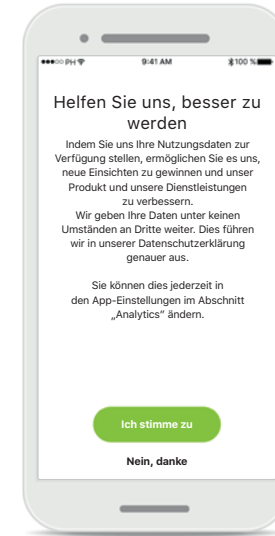 PH 9:41 AM 100 %
Helfen Sie uns, besser zu
werden
Indem Sie uns Ihre Nutzungsdaten zur
Verfügung stellen, ermöglichen Sie es uns,
neue Einsichten zu gewinnen und unser
Produkt und unsere Dienstleistungen
zu verbessern.
Wir geben Ihre Daten unter keinen
Umständen an Dritte weiter. Dies führen
wir in unserer Datenschutzerklärung
genauer aus.
Sie können dies jederzeit in
den App-Einstellungen im Abschnitt
„Analytics" ändern.
Ich stimme zu
Nein, danke